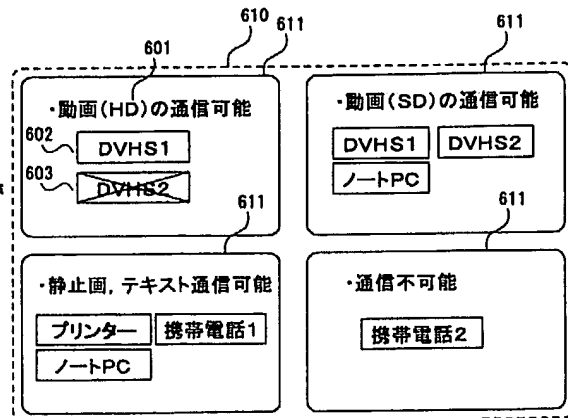 610
611
611
601
・動画(HD)の通信可能
602
DVHS1
603
DVHS2
・動画(SD)の通信可能
DVHS1 DVHS2
ノートPC
611
611
・静止画,テキスト通信可能
プリンター 携帯電話1
ノートPC
・通信不可能
携帯電話2